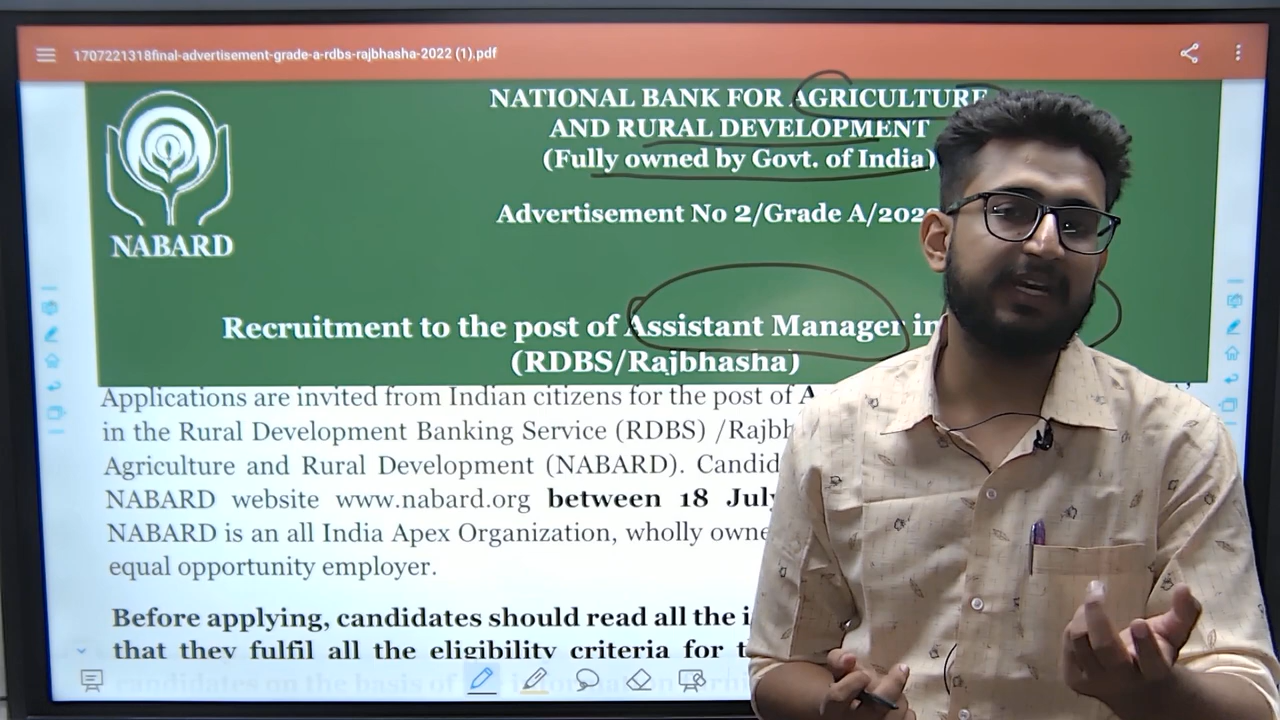 1707221318final-advertisement-grade-a-rdbs-rajbhasha-2022 (1).pdf
NATIONAL BANK FOR AGRICULTURE
AND RURAL DEVELOPMENT
(Fully owned by Govt. of India)
Advertisement No 2/Grade A/202
NABARD
Recruitment to the post of Assistant Manager in
(RDBS/Rajbhasha)
Applications are invited from Indian citizens for the post of A
in the Rural Development Banking Service (RDBS) /Rajbh
Agriculture and Rural Development (NABARD). Candid
NABARD website www.nabard.org between 18 July
NABARD is an all India Apex Organization, wholly owne
equal opportunity employer.
Before applying, candidates should read all the i
that they fulfil all the eligibility criteria for t
candidates on the basis of